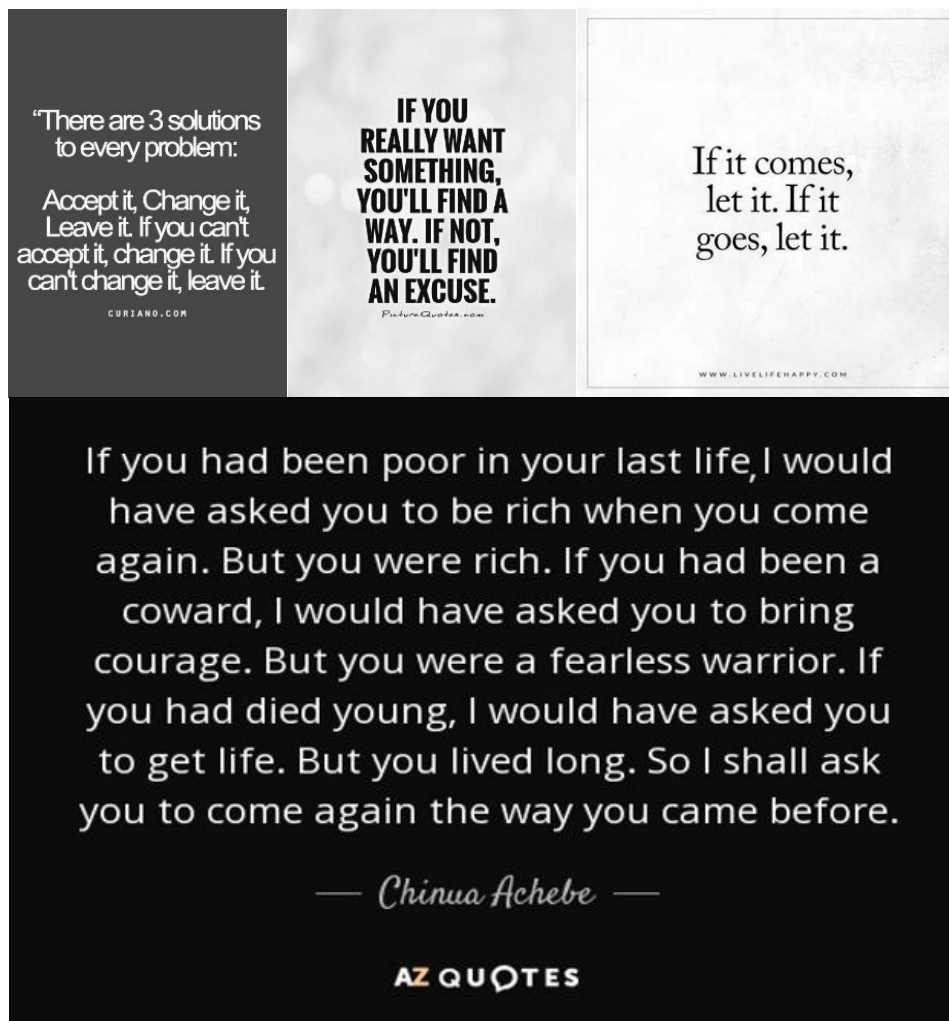 “There are 3 solutions
to every problem:
Accept it, Change it,
Leave it. If you can't
accept it, change it. If you
can't change it, leave it.
CURIANO.COM
IF YOU
REALLY WANT
SOMETHING,
YOU'LL FIND A
WAY. IF NOT,
YOU'LL FIND
AN EXCUSE.
PictureQuotes.com
If it comes,
let it. If it
goes, let it.
WWW.LIVELIFEHAPPY.COM
If you had been poor in your last life, I would
have asked you to be rich when you come
again. But you were rich. If you had been a
coward, I would have asked you to bring
courage. But you were a fearless warrior. If
you had died young, I would have asked you
to get life. But you lived long. So I shall ask
you to come again the way you came before.
Chinua Achebe
AZ QUOTES